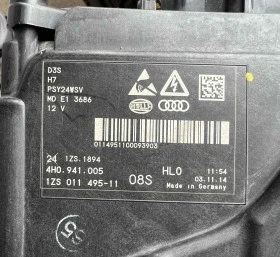 D3S
H7
PSY24WSV
MD E1 3686
12 V
HELLA
0114951100093903
24 1ZS.1894
4H0.941.005 HL0 11:54
1ZS 011 495-11 08S 03.11.14
Made in Germany